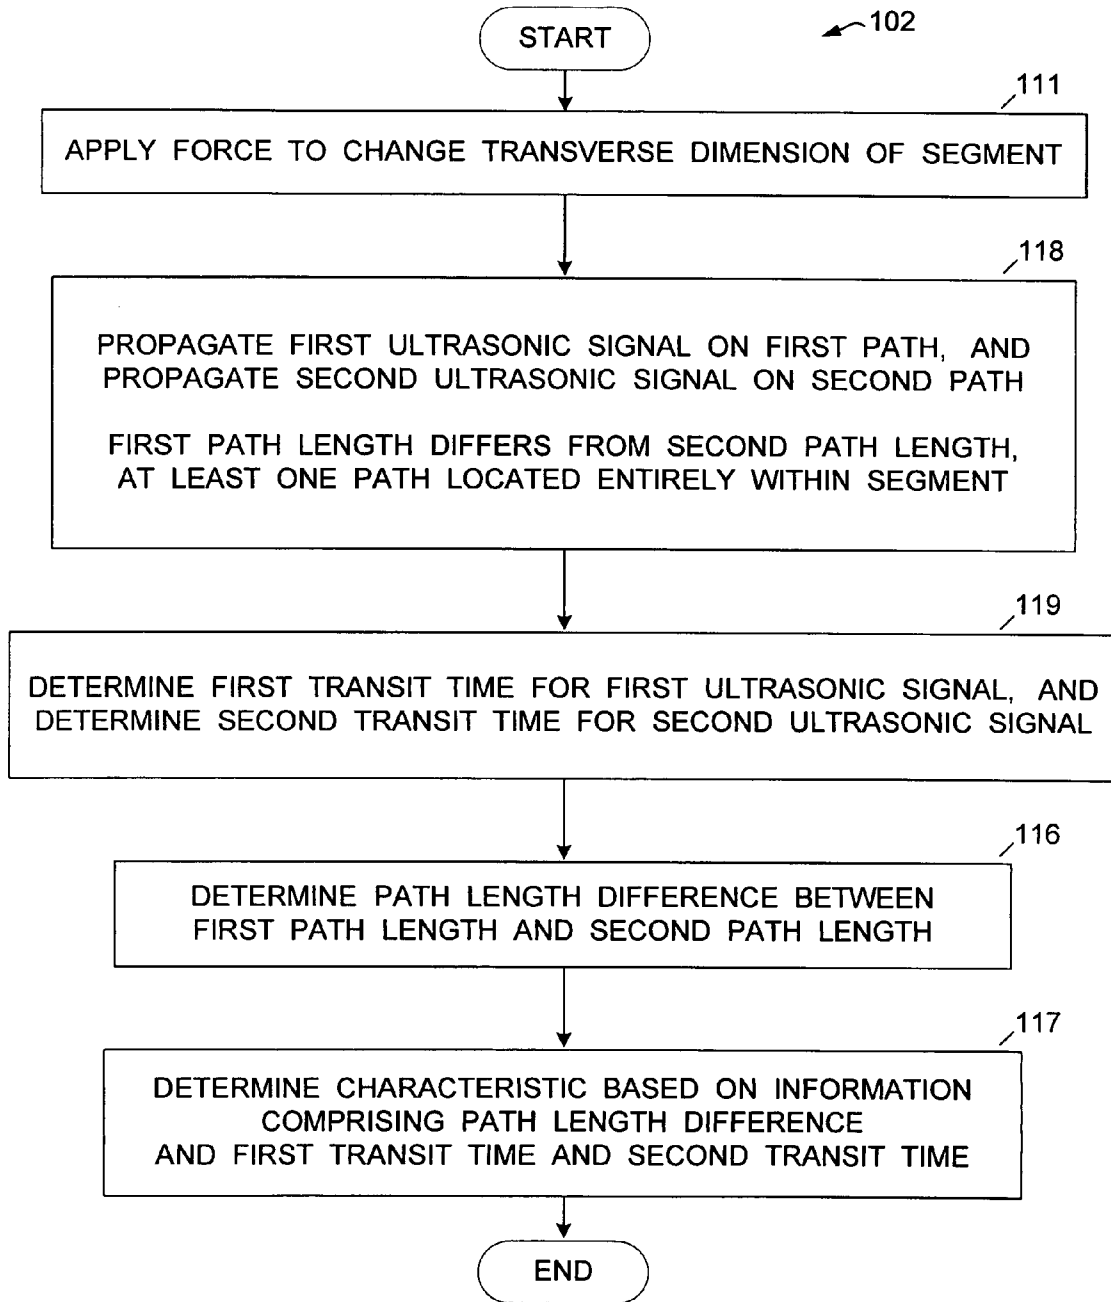 START
102
111
APPLY FORCE TO CHANGE TRANSVERSE DIMENSION OF SEGMENT
118
PROPAGATE FIRST ULTRASONIC SIGNAL ON FIRST PATH, AND
PROPAGATE SECOND ULTRASONIC SIGNAL ON SECOND PATH
FIRST PATH LENGTH DIFFERS FROM SECOND PATH LENGTH,
AT LEAST ONE PATH LOCATED ENTIRELY WITHIN SEGMENT
119
DETERMINE FIRST TRANSIT TIME FOR FIRST ULTRASONIC SIGNAL, AND
DETERMINE SECOND TRANSIT TIME FOR SECOND ULTRASONIC SIGNAL
116
DETERMINE PATH LENGTH DIFFERENCE BETWEEN
FIRST PATH LENGTH AND SECOND PATH LENGTH
117
DETERMINE CHARACTERISTIC BASED ON INFORMATION
COMPRISING PATH LENGTH DIFFERENCE
AND FIRST TRANSIT TIME AND SECOND TRANSIT TIME
END